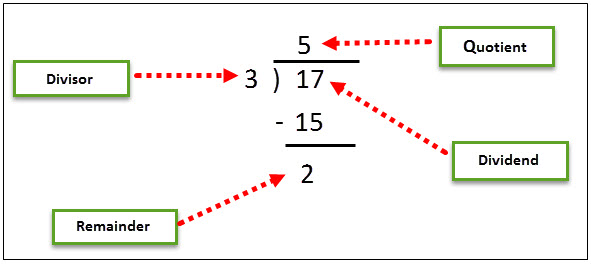 5
Quotient
Divisor
3 ) 17
- 15
Dividend
2
Remainder